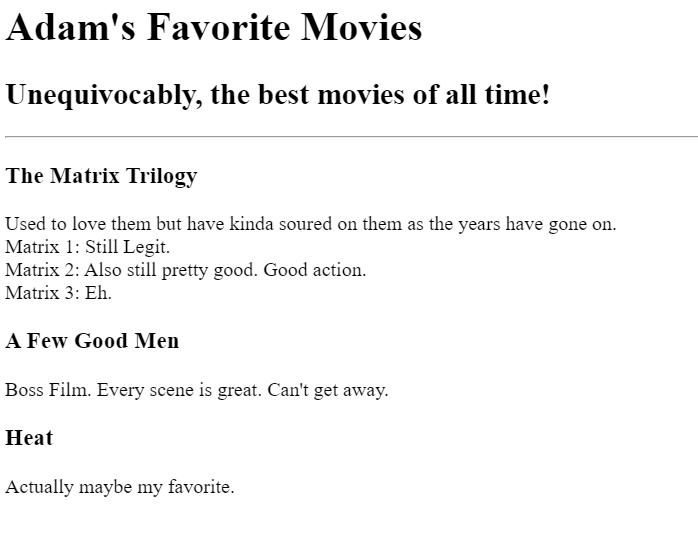 Adam's Favorite Movies
Unequivocably, the best movies of all time!
The Matrix Trilogy
Used to love them but have kinda soured on them as the years have gone on.
Matrix 1: Still Legit.
Matrix 2: Also still pretty good. Good action.
Matrix 3: Eh.
A Few Good Men
Boss Film. Every scene is great. Can't get away.
Heat
Actually maybe my favorite.